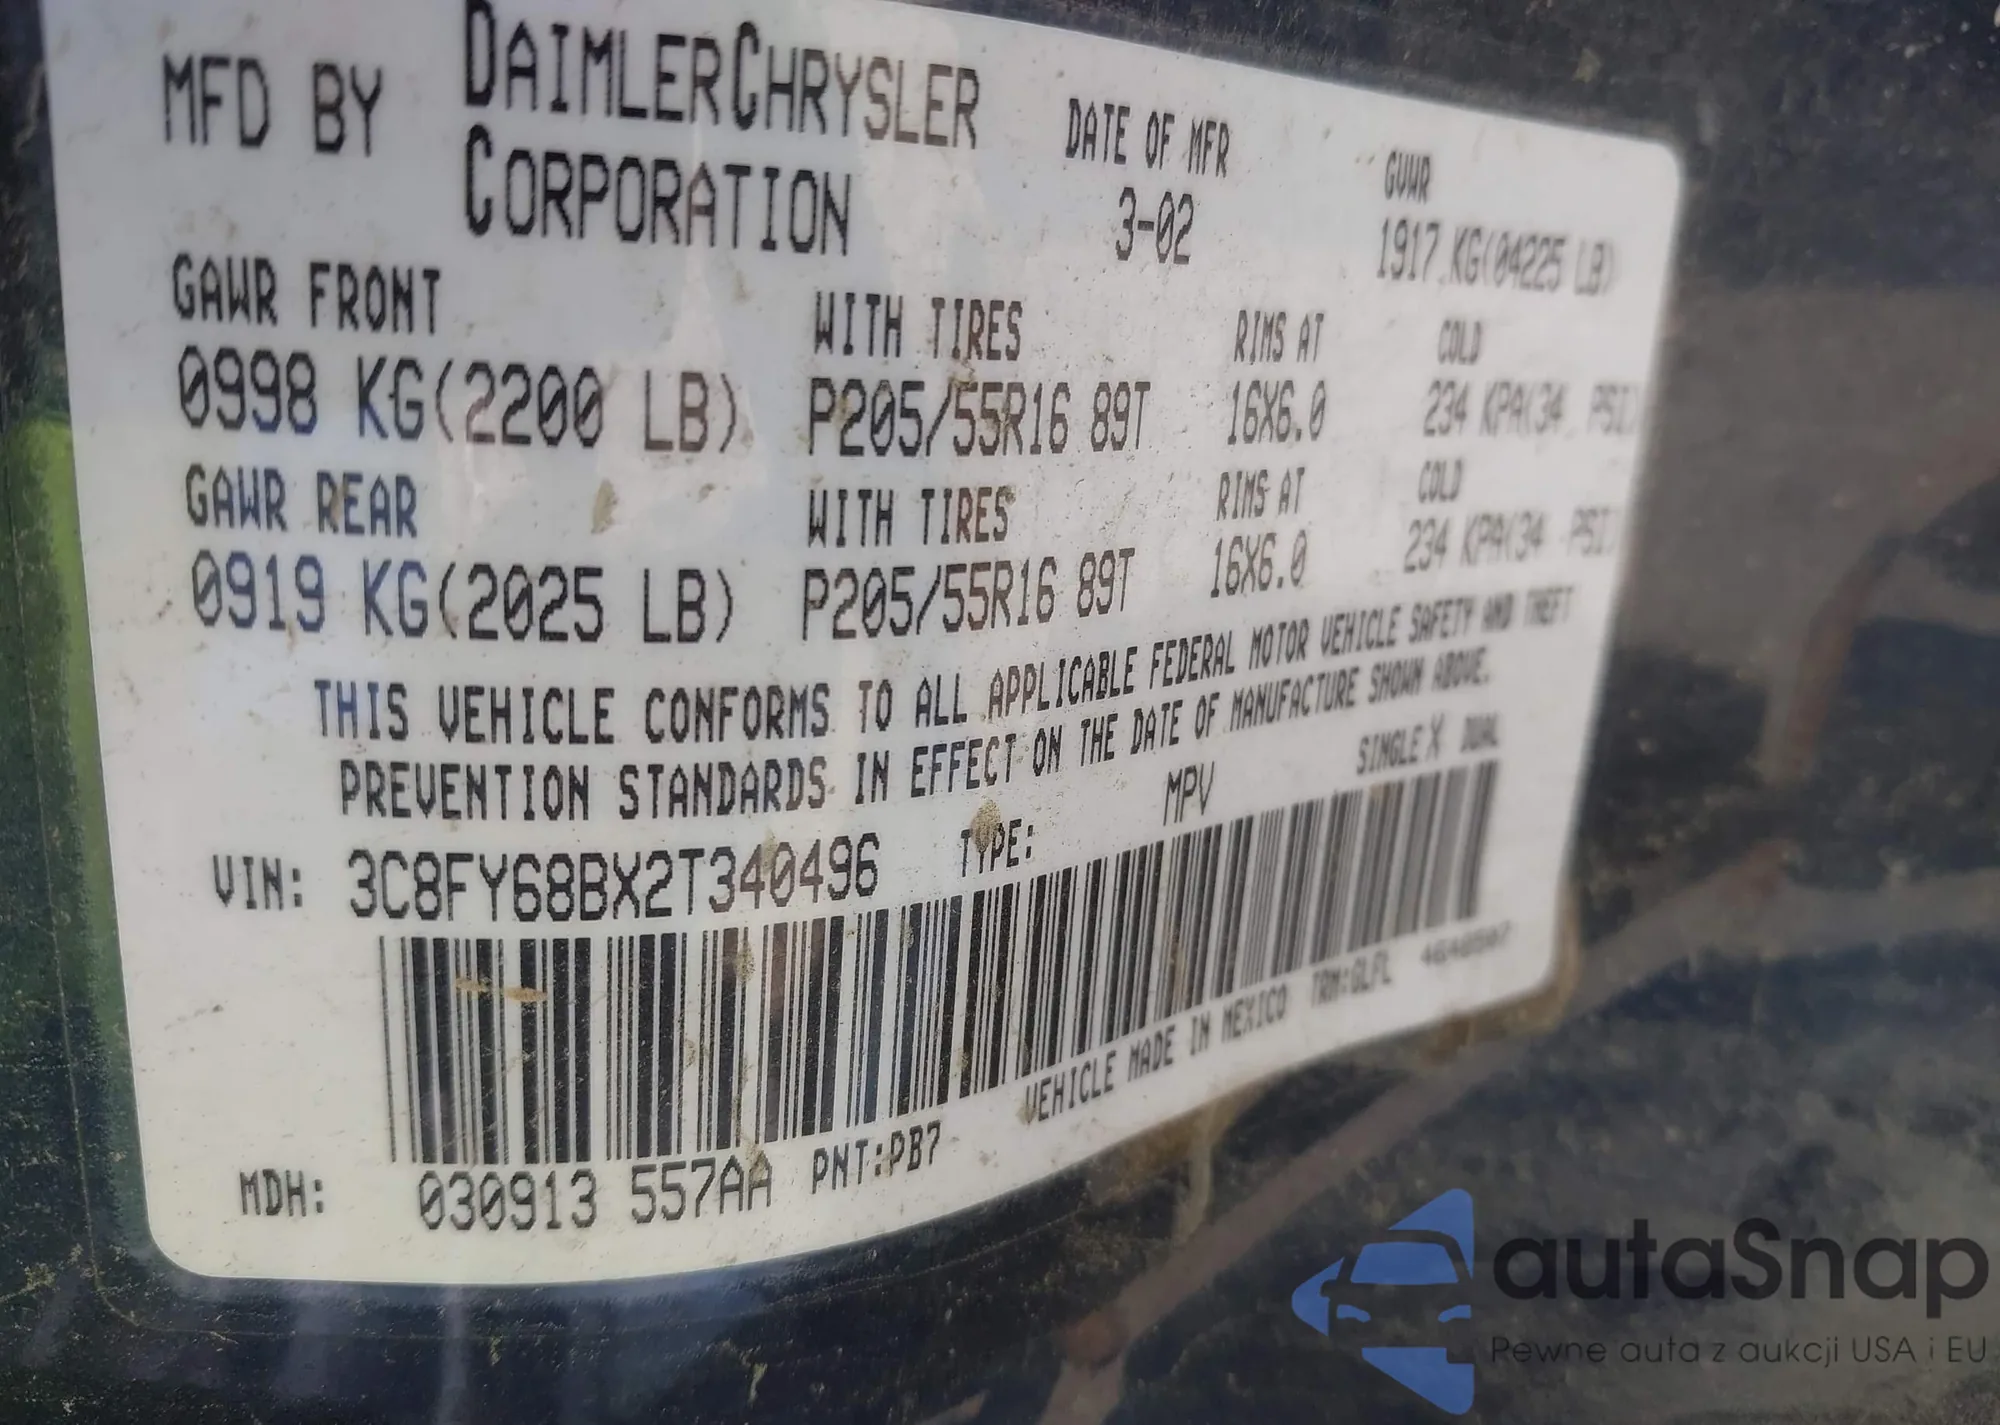 MFD BY DAIMLERCHRYSLER CORPORATION
DATE OF MFR
3-02
GVWR
1917 KG(04225 LB)
GAWR FRONT WITH TIRES RIMS AT COLD
0998 KG(2200 LB) P205/55R16 89T 16X6.0 234 KPA(34 PSI)
GAWR REAR WITH TIRES RIMS AT COLD
0919 KG(2025 LB) P205/55R16 89T 16X6.0 234 KPA(34 PSI)
THIS VEHICLE CONFORMS TO ALL APPLICABLE FEDERAL MOTOR VEHICLE SAFETY AND THEFT
PREVENTION STANDARDS IN EFFECT ON THE DATE OF MANUFACTURE SHOWN ABOVE.
VIN: 3C8FY68BX2T340496 TYPE: MPV SINGLE X DUAL
VEHICLE MADE IN MEXICO TRM:GLFL
MDH: 030913 557AA PNT:PB7
autaSnap
Pewne auta z aukcji USA i EU